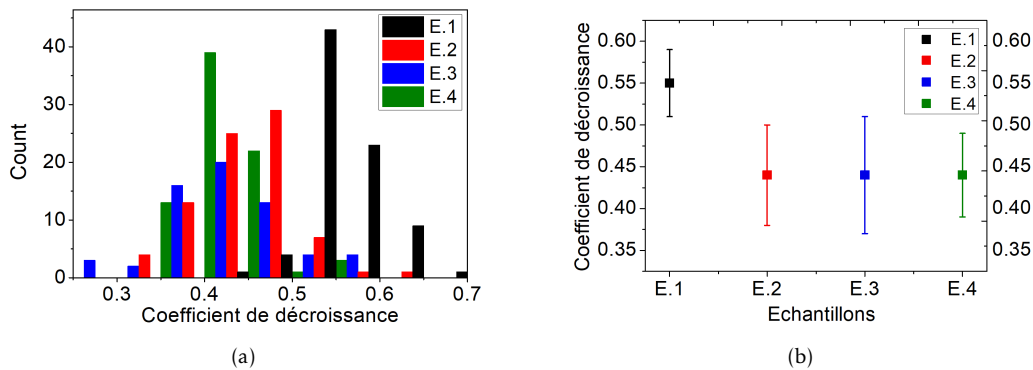 E.1
E.2
E.3
E.4
40
30
20
10
0
Count
0.3 0.4 0.5 0.6 0.7
Coefficient de décroissance
(a)
E.1
E.2
E.3
E.4
0.60
0.55
0.50
0.45
0.40
0.35
Coefficient de décroissance
0.60
0.55
0.50
0.45
0.40
0.35
E.1 E.2 E.3 E.4
Echantillons
(b)